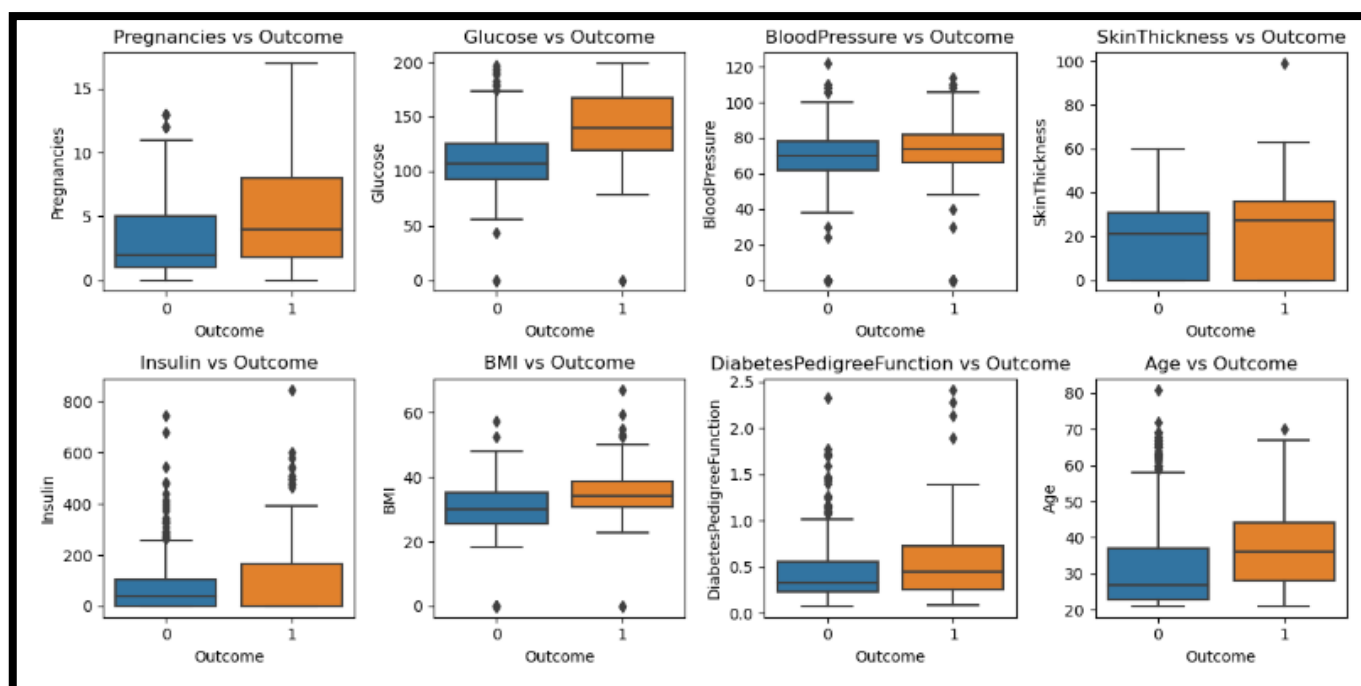 Pregnancies vs Outcome
Glucose vs Outcome
BloodPressure vs Outcome
SkinThickness vs Outcome
15
10
5
0
Pregnancies
0 1
Outcome
200
150
100
50
0
Glucose
0 1
Outcome
120
100
80
60
40
20
0
BloodPressure
0 1
Outcome
100
80
60
40
20
0
SkinThickness
0 1
Outcome
Insulin vs Outcome
BMI vs Outcome
DiabetesPedigreeFunction vs Outcome
Age vs Outcome
800
600
400
200
0
Insulin
0 1
Outcome
60
40
20
0
BMI
0 1
Outcome
2.5
2.0
1.5
1.0
0.5
0.0
DiabetesPedigreeFunction
0 1
Outcome
80
70
60
50
40
30
20
Age
0 1
Outcome